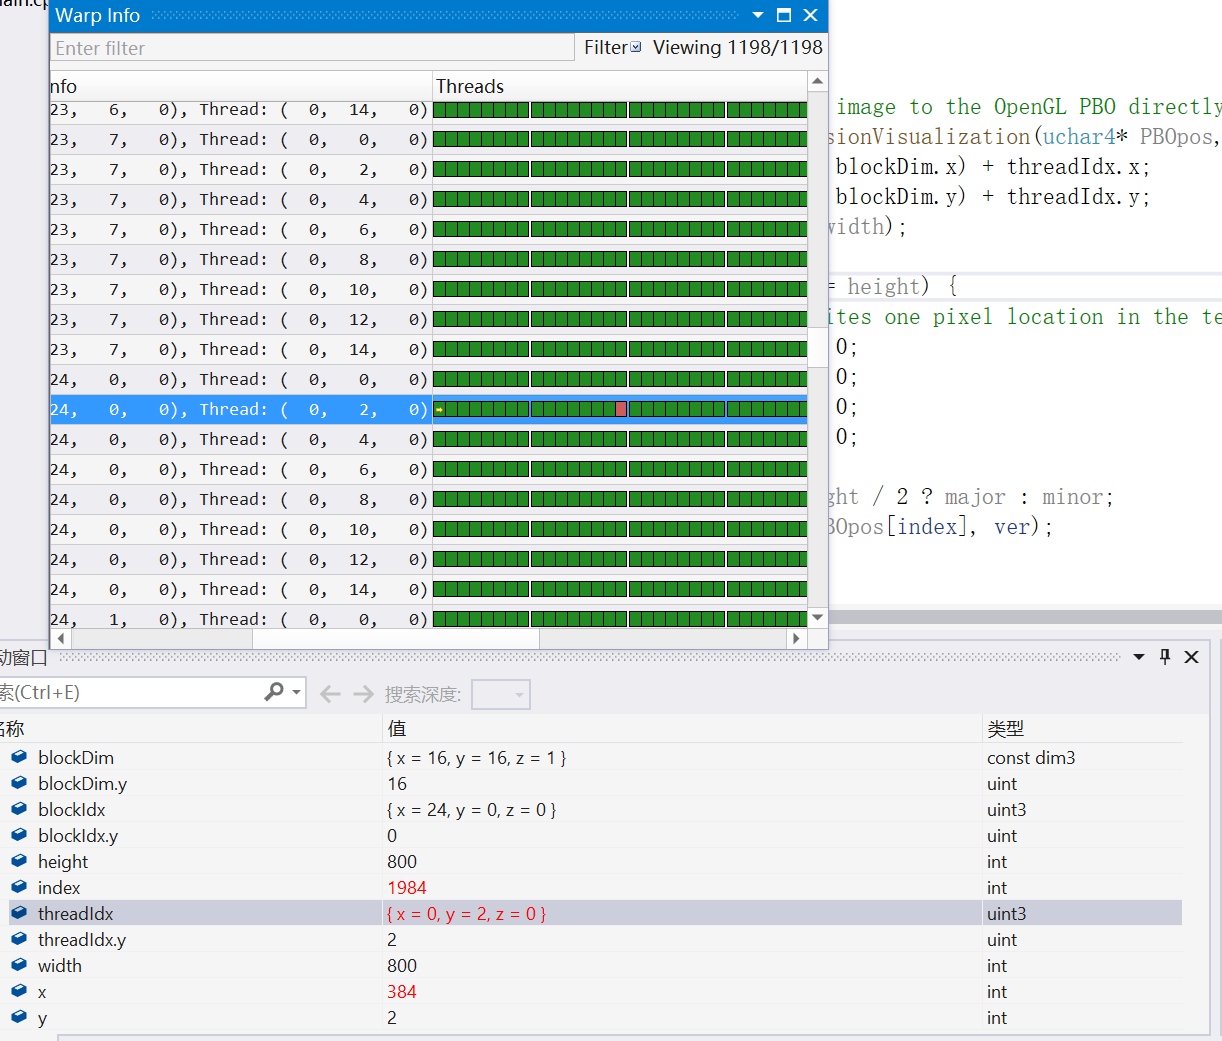 Warp Info
Enter filter
Filter
Viewing 1198/1198
nfo
Threads
23, 6, 0), Thread: ( 0, 14, 0)
23, 7, 0), Thread: ( 0, 0, 0)
23, 7, 0), Thread: ( 0, 2, 0)
23, 7, 0), Thread: ( 0, 4, 0)
23, 7, 0), Thread: ( 0, 6, 0)
23, 7, 0), Thread: ( 0, 8, 0)
23, 7, 0), Thread: ( 0, 10, 0)
23, 7, 0), Thread: ( 0, 12, 0)
23, 7, 0), Thread: ( 0, 14, 0)
24, 0, 0), Thread: ( 0, 0, 0)
24, 0, 0), Thread: ( 0, 2, 0)
24, 0, 0), Thread: ( 0, 4, 0)
24, 0, 0), Thread: ( 0, 6, 0)
24, 0, 0), Thread: ( 0, 8, 0)
24, 0, 0), Thread: ( 0, 10, 0)
24, 0, 0), Thread: ( 0, 12, 0)
24, 0, 0), Thread: ( 0, 14, 0)
24, 1, 0), Thread: ( 0, 0, 0)
image to the OpenGL PBO directly
sionVisualization(uchar4* PBOpos,
blockDim.x) + threadIdx.x;
blockDim.y) + threadIdx.y;
width);
= height) {
ites one pixel location in the te
0;
0;
0;
0;
ght / 2 ? major : minor;
BOpos[index], ver);
动窗口
索(Ctrl+E)
搜索深度:
名称 值 类型
blockDim { x = 16, y = 16, z = 1 } const dim3
blockDim.y 16 uint
blockIdx { x = 24, y = 0, z = 0 } uint3
blockIdx.y 0 uint
height 800 int
index 1984 int
threadIdx { x = 0, y = 2, z = 0 } uint3
threadIdx.y 2 uint
width 800 int
x 384 int
y 2 int